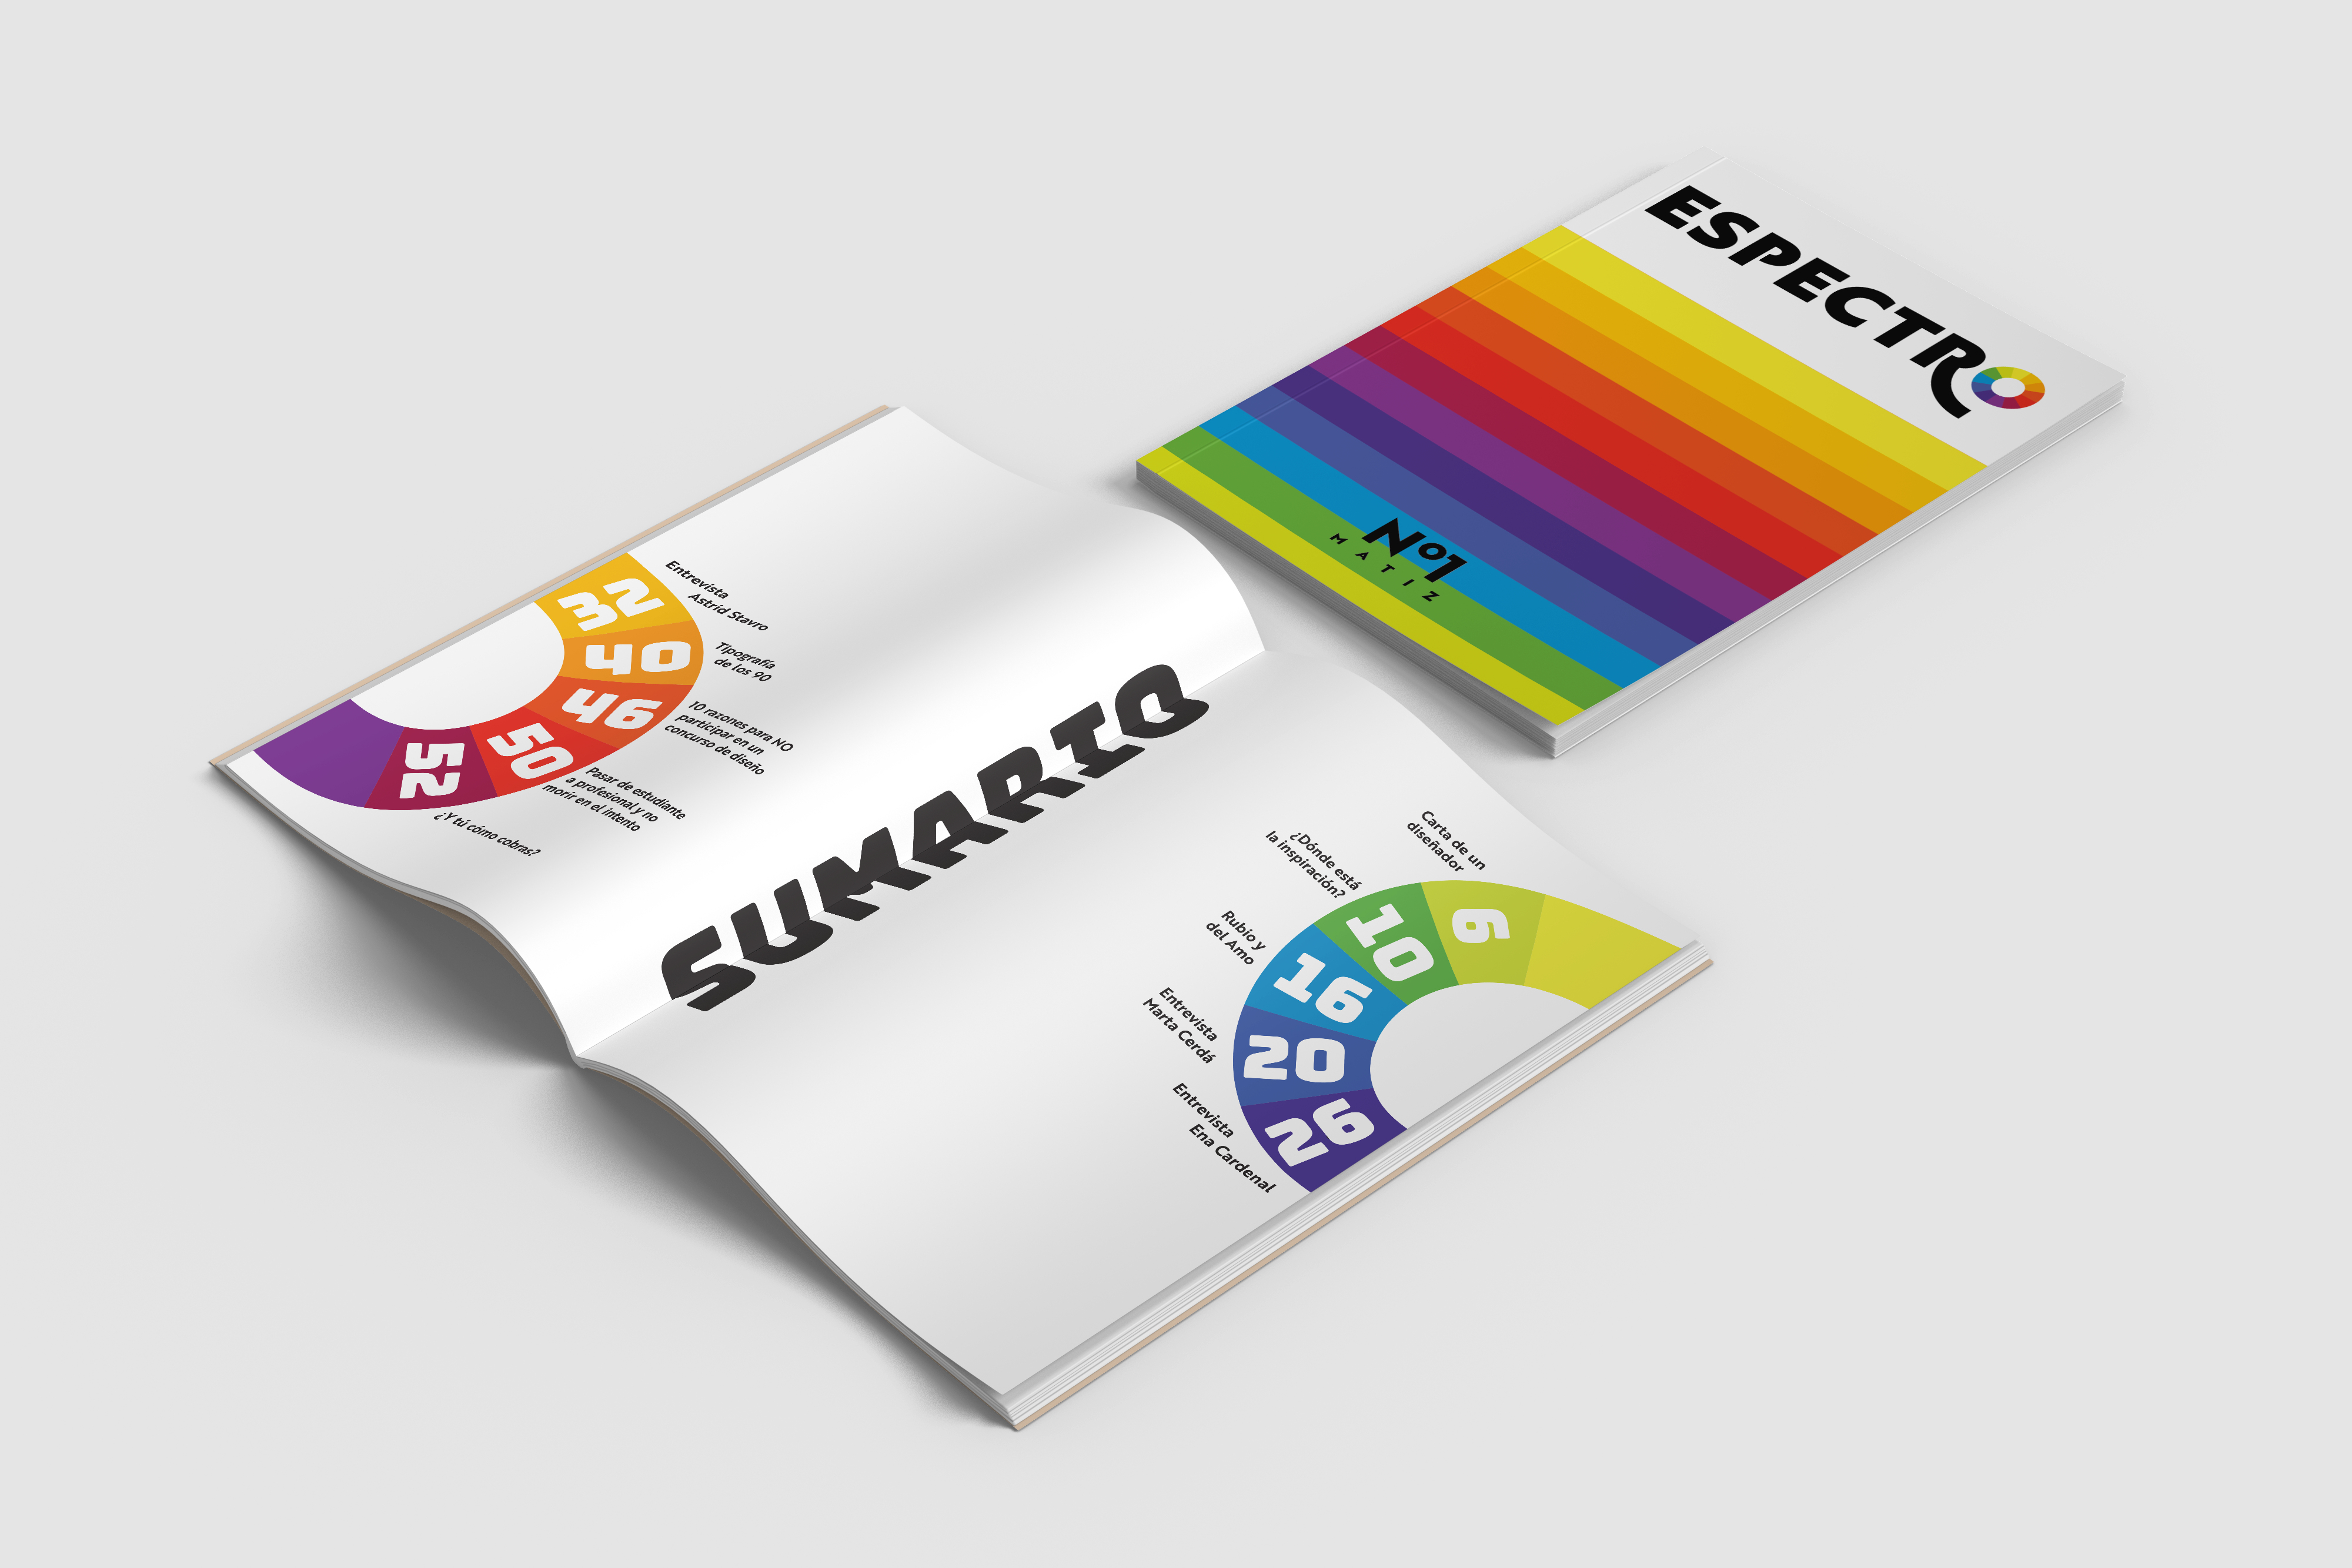 ESPECTRO
Nº1
MATIZ
SUMARIO
32
Entrevista
Astrid Stavro
40
Tipografía
de los 90
46
10 razones para NO
participar en un
concurso de diseño
50
Pasar de estudiante
a profesional y no
morir en el intento
52
¿Y tú cómo cobras?
Carta de un
diseñador
6
¿Dónde está
la inspiración?
10
Rubio y
del Amo
16
Entrevista
Marta Cerdá
20
Entrevista
Ena Cardenal
26